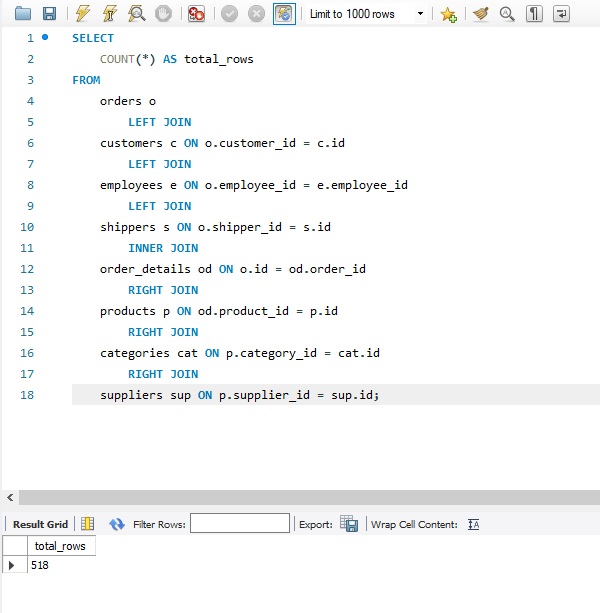 Limit to 1000 rows
1 SELECT
2 COUNT(*) AS total_rows
3 FROM
4 orders o
5 LEFT JOIN
6 customers c ON o.customer_id = c.id
7 LEFT JOIN
8 employees e ON o.employee_id = e.employee_id
9 LEFT JOIN
10 shippers s ON o.shipper_id = s.id
11 INNER JOIN
12 order_details od ON o.id = od.order_id
13 RIGHT JOIN
14 products p ON od.product_id = p.id
15 RIGHT JOIN
16 categories cat ON p.category_id = cat.id
17 RIGHT JOIN
18 suppliers sup ON p.supplier_id = sup.id;
Result Grid Filter Rows: Export: Wrap Cell Content: IA
total_rows
518